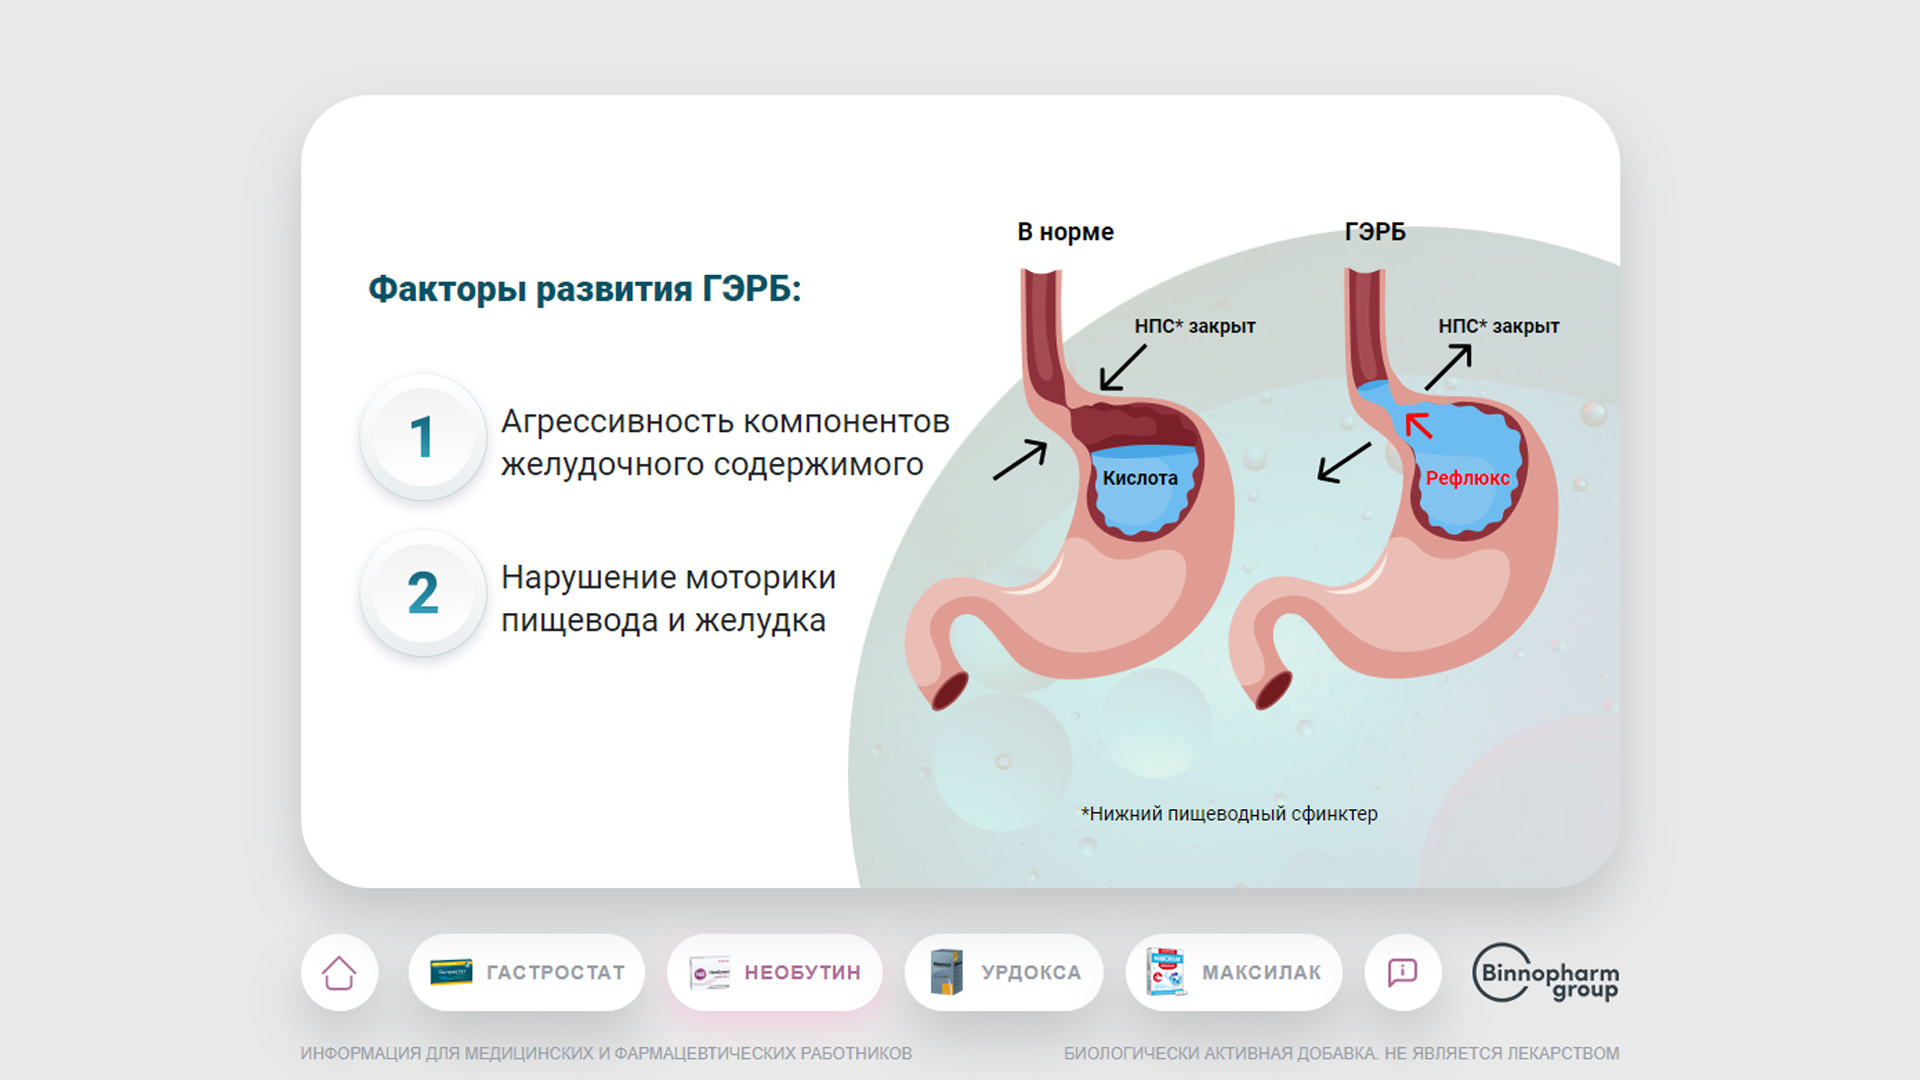 Факторы развития ГЭРБ:
1
Агрессивность компонентов
желудочного содержимого
2
Нарушение моторики
пищевода и желудка
В норме
НПС* закрыт
Кислота
ГЭРБ
НПС* закрыт
Рефлюкс
*Нижний пищеводный сфинктер
ГАСТРОСТАТ
НЕОБУТИН
УРДОКСА
МАКСИЛАК
Binnopharm
group
ИНФОРМАЦИЯ ДЛЯ МЕДИЦИНСКИХ И ФАРМАЦЕВТИЧЕСКИХ РАБОТНИКОВ
БИОЛОГИЧЕСКИ АКТИВНАЯ ДОБАВКА. НЕ ЯВЛЯЕТСЯ ЛЕКАРСТВОМ